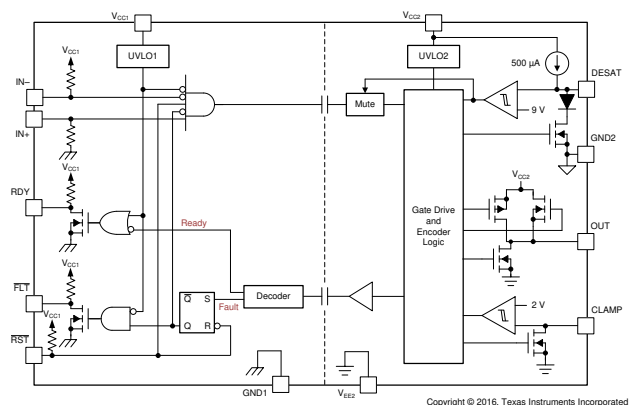 VCC1
VCC2
VCC1
UVLO1
UVLO2
500 µA
DESAT
IN–
Mute
9 V
IN+
GND2
VCC1
VCC2
RDY
Ready
Gate Drive
and
Encoder
Logic
OUT
VCC1
FLT
VCC1
Q S
Fault
Decoder
2 V
CLAMP
Q R
RST
GND1
VEE2
Copyright © 2016, Texas Instruments Incorporated